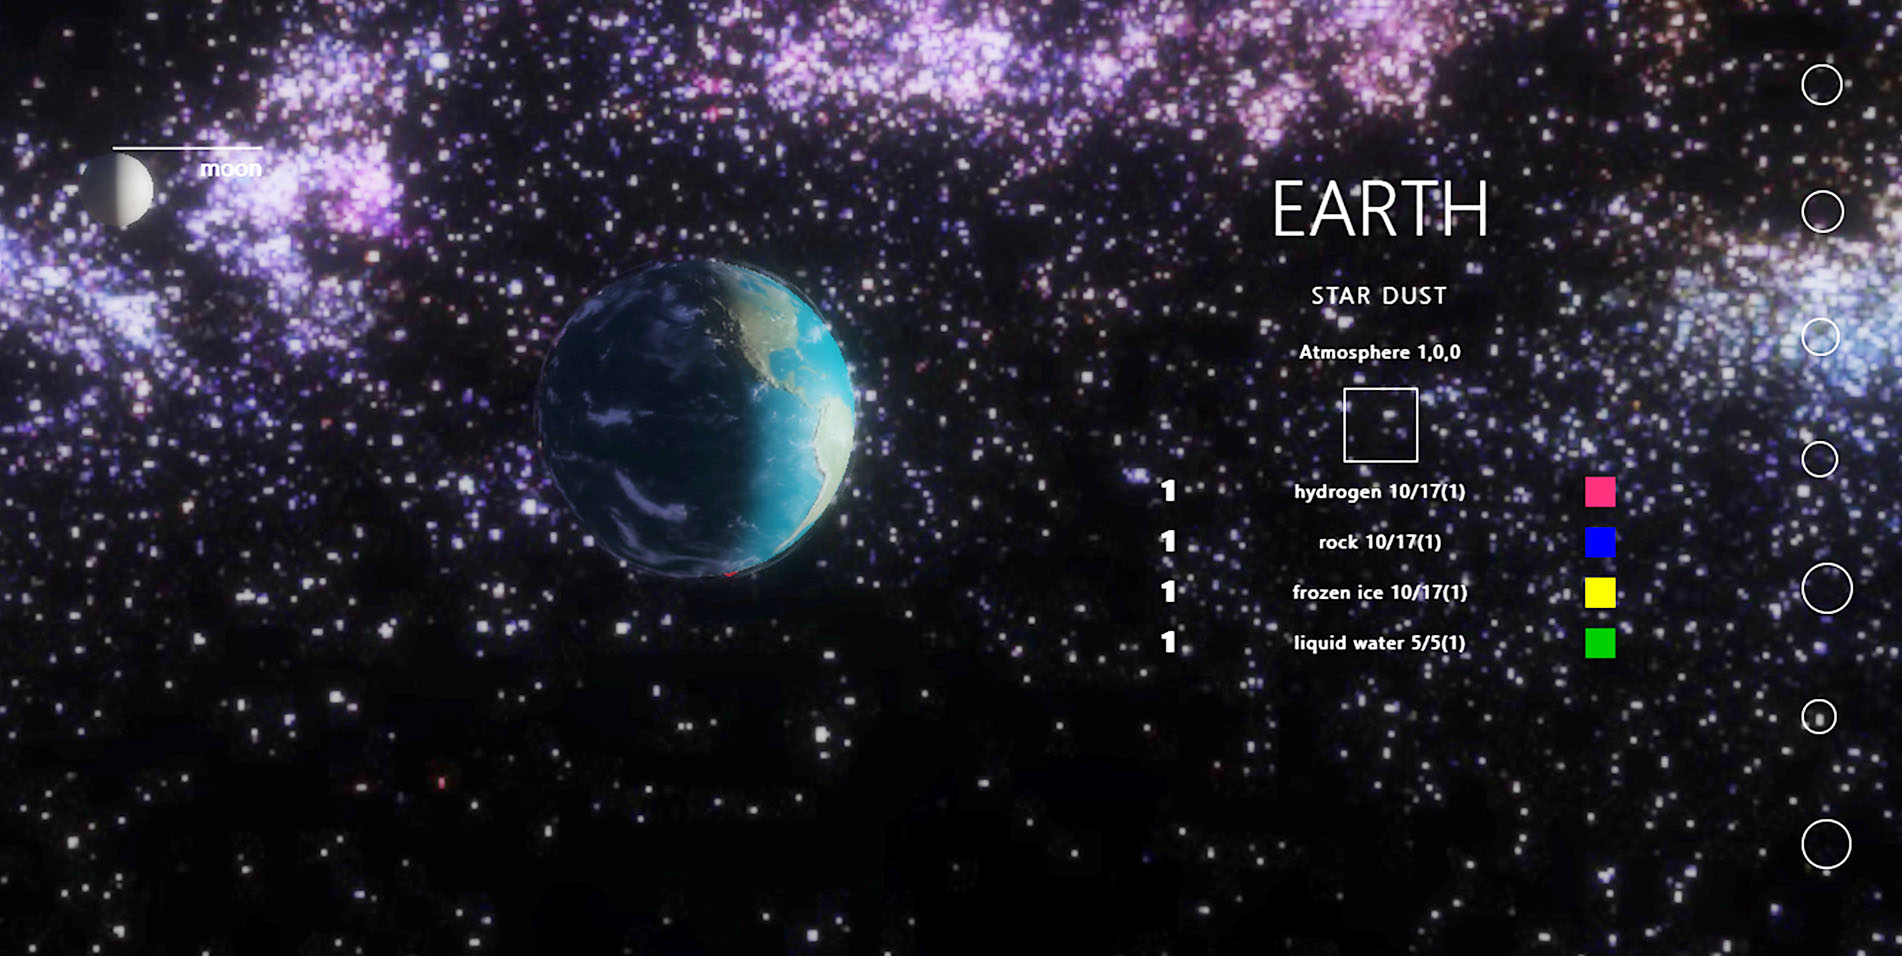 moon
EARTH
STAR DUST
Atmosphere 1,0,0
1 hydrogen 10/17(1)
1 rock 10/17(1)
1 frozen ice 10/17(1)
1 liquid water 5/5(1)